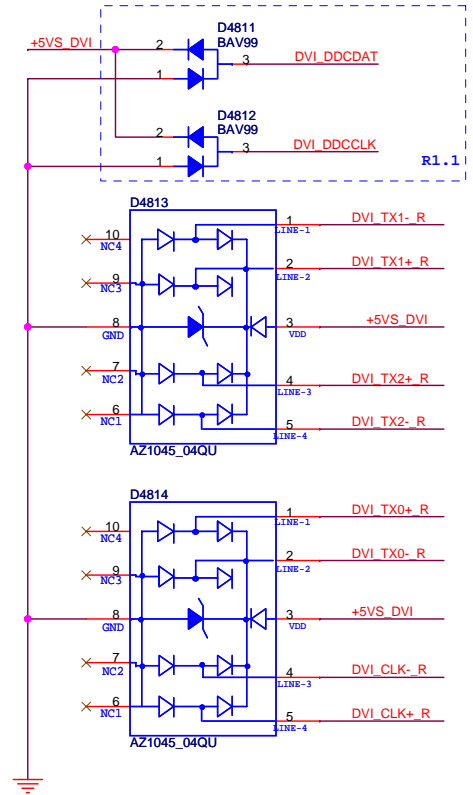 D4811
BAV99
+5VS_DVI
2
1
3
DVI_DDCDAT
D4812
BAV99
2
1
3
DVI_DDCCLK
R1.1
D4813
10
NC4
9
NC3
8
GND
7
NC2
6
NC1
1
LINE-1
DVI_TX1-_R
2
LINE-2
DVI_TX1+_R
3
VDD
+5VS_DVI
4
LINE-3
DVI_TX2+_R
5
LINE-4
DVI_TX2-_R
AZ1045_04QU
D4814
10
NC4
9
NC3
8
GND
7
NC2
6
NC1
1
LINE-1
DVI_TX0+_R
2
LINE-2
DVI_TX0-_R
3
VDD
+5VS_DVI
4
LINE-3
DVI_CLK-_R
5
LINE-4
DVI_CLK+_R
AZ1045_04QU